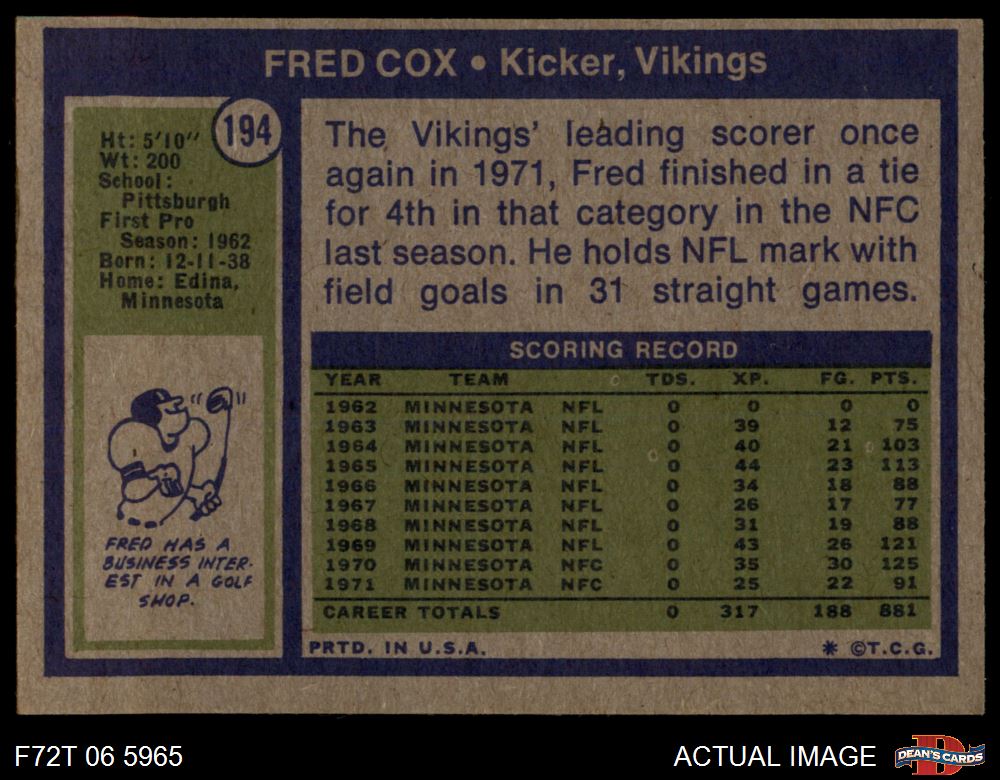 FRED COX • Kicker, Vikings
194
Ht: 5'10"
Wt: 200
School:
Pittsburgh
First Pro
Season: 1962
Born: 12-11-38
Home: Edina,
Minnesota
FRED HAS A
BUSINESS INTER-
EST IN A GOLF
SHOP.
The Vikings' leading scorer once
again in 1971, Fred finished in a tie
for 4th in that category in the NFC
last season. He holds NFL mark with
field goals in 31 straight games.
SCORING RECORD
YEAR TEAM TDS. XP. FG. PTS.
1962 MINNESOTA NFL 0 0 0 0
1963 MINNESOTA NFL 0 39 12 75
1964 MINNESOTA NFL 0 40 21 103
1965 MINNESOTA NFL 0 44 23 113
1966 MINNESOTA NFL 0 34 18 88
1967 MINNESOTA NFL 0 26 17 77
1968 MINNESOTA NFL 0 31 19 88
1969 MINNESOTA NFL 0 43 26 121
1970 MINNESOTA NFC 0 35 30 125
1971 MINNESOTA NFC 0 25 22 91
CAREER TOTALS 0 317 188 881
PRTD. IN U.S.A. * ©T.C.G.
F72T 06 5965 ACTUAL IMAGE
D
DEAN'S CARDS